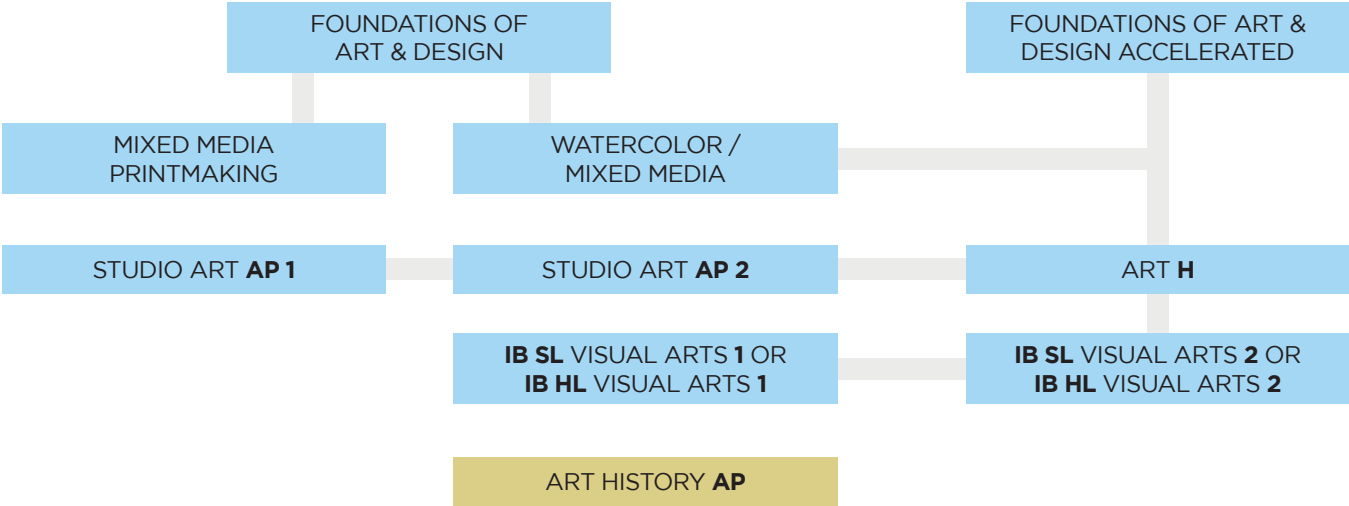 FOUNDATIONS OF
ART & DESIGN
FOUNDATIONS OF ART &
DESIGN ACCELERATED
MIXED MEDIA
PRINTMAKING
WATERCOLOR /
MIXED MEDIA
STUDIO ART AP 1
STUDIO ART AP 2
ART H
IB SL VISUAL ARTS 1 OR
IB HL VISUAL ARTS 1
IB SL VISUAL ARTS 2 OR
IB HL VISUAL ARTS 2
ART HISTORY AP